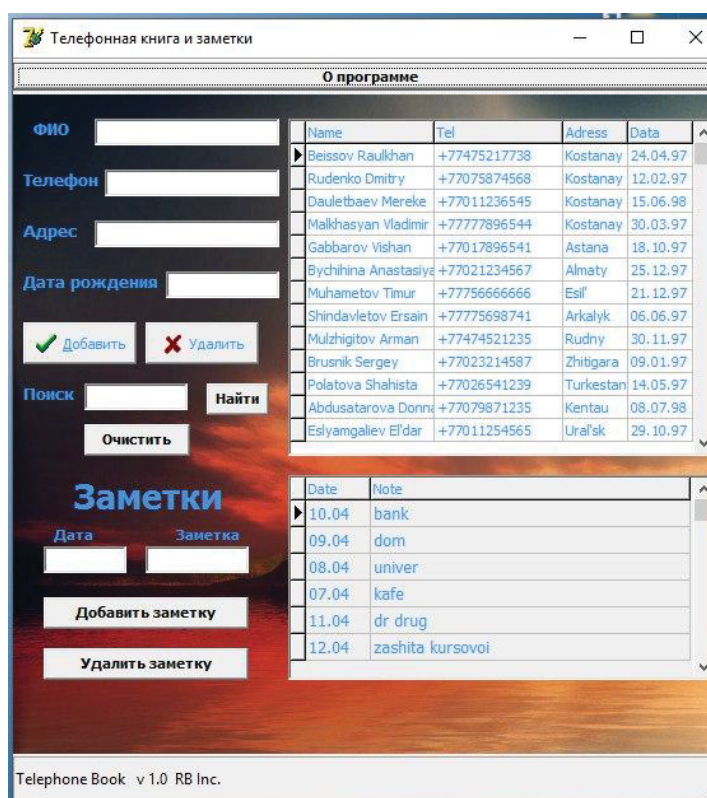 Телефонная книга и заметки
О программе
ФИО
Телефон
Адрес
Дата рождения
Добавить Удалить
Поиск Найти
Очистить
Name Tel Adress Data
Beissov Raulkhan +77475217738 Kostanay 24.04.97
Rudenko Dmitry +77075874568 Kostanay 12.02.97
Dauletbaev Mereke +77011236545 Kostanay 15.06.98
Malkhasyan Vladimir +77777896544 Kostanay 30.03.97
Gabbarov Vishan +77017896541 Astana 18.10.97
Bychihina Anastasiya +77021234567 Almaty 25.12.97
Muhametov Timur +77756666666 Esil' 21.12.97
Shindavletov Ersain +77775698741 Arkalyk 06.06.97
Mulzhigitov Arman +77474521235 Rudny 30.11.97
Brusnik Sergey +77023214587 Zhitigara 09.01.97
Polatova Shahista +77026541239 Turkestan 14.05.97
Abdusatarova Donna +77079871235 Kentau 08.07.98
Eslyamgaliev El'dar +77011254565 Ural'sk 29.10.97
Заметки
Дата Заметка
Добавить заметку
Удалить заметку
Date Note
10.04 bank
09.04 dom
08.04 univer
07.04 kafe
11.04 dr drug
12.04 zashita kursovoi
Telephone Book v 1.0 RB Inc.